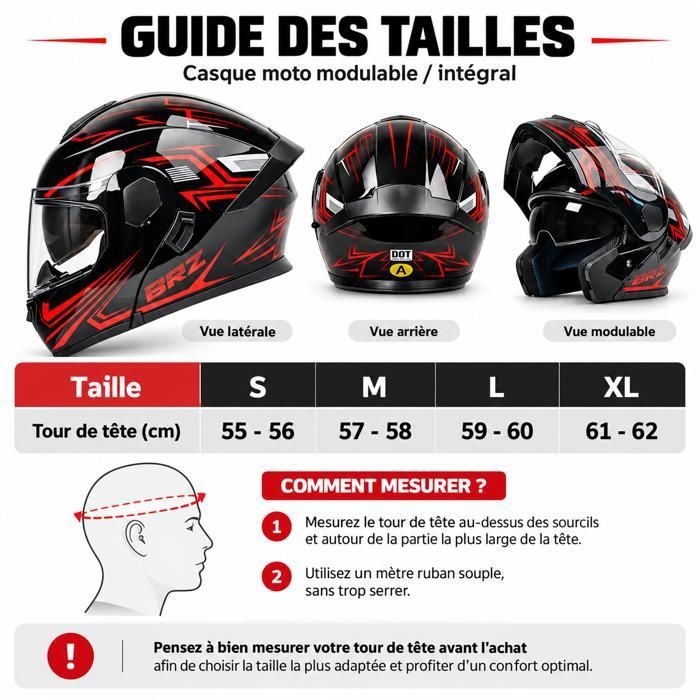 GUIDE DES TAILLES
Casque moto modulable / intégral
BRZ
DOT
A
BRZ
Vue latérale
Vue arrière
Vue modulable
Taille S M L XL
Tour de tête (cm) 55 - 56 57 - 58 59 - 60 61 - 62
COMMENT MESURER ?
1 Mesurez le tour de tête au-dessus des sourcils
et autour de la partie la plus large de la tête.
2 Utilisez un mètre ruban souple,
sans trop serrer.
! Pensez à bien mesurer votre tour de tête avant l'achat
afin de choisir la taille la plus adaptée et profiter d'un confort optimal.